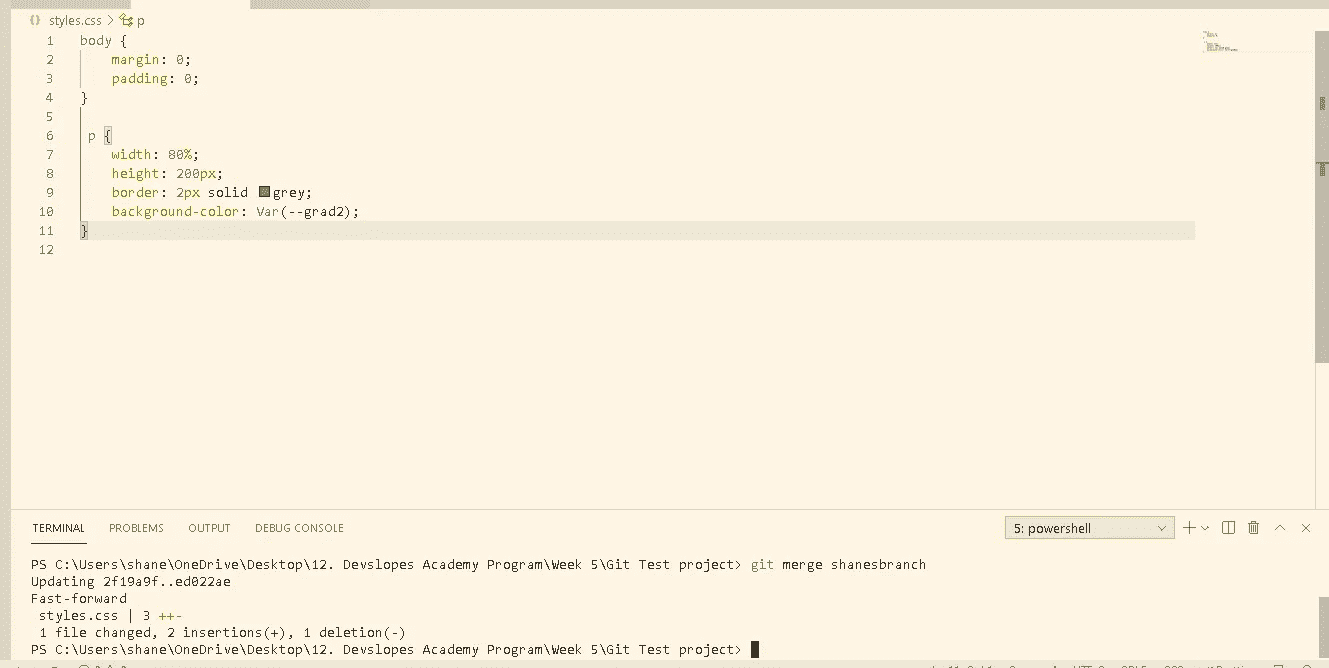 styles.css > p
1 body {
2 margin: 0;
3 padding: 0;
4 }
5
6 p {
7 width: 80%;
8 height: 200px;
9 border: 2px solid grey;
10 background-color: Var(--grad2);
11 }
12
TERMINAL PROBLEMS OUTPUT DEBUG CONSOLE 5: powershell
PS C:\Users\shane\OneDrive\Desktop\12. Devslopes Academy Program\Week 5\Git Test project> git merge shanesbranch
Updating 2f19a9f..ed022ae
Fast-forward
styles.css | 3 ++-
1 file changed, 2 insertions(+), 1 deletion(-)
PS C:\Users\shane\OneDrive\Desktop\12. Devslopes Academy Program\Week 5\Git Test project>